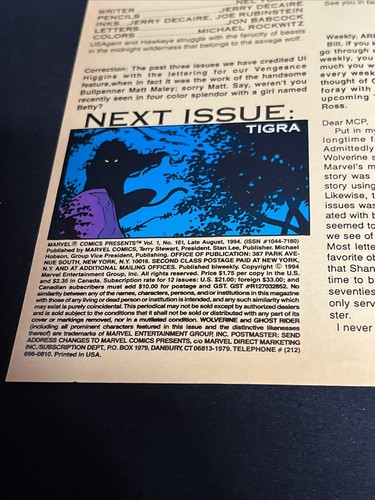 WRITER
PENCILS JERRY DECAIRE
INKS JERRY DECAIRE, JOE RUBINSTEIN
LETTERS JON BABCOCK
COLORS MICHAEL ROCKWITZ
USAgent and Hawkeye struggle with the ferocity of beasts
in the midnight wilderness that belongs to the savage wolf.
Correction: The past three issues we have credited UI
Higgins with the lettering for our Vengeance
feature,when in fact it was the work of the handsome
Bullpenner Matt Maley; sorry Matt. Say, weren't you
recently seen in four color splendor with a girl named
Betty?
NEXT ISSUE:
TIGRA
MARVEL® COMICS PRESENTS™ Vol. 1, No. 161, Late August, 1994. (ISSN #1044-7180)
Published by MARVEL COMICS, Terry Stewart, President. Stan Lee, Publisher. Michael
Hobson, Group Vice President, Publishing. OFFICE OF PUBLICATION: 387 PARK AVE-
NUE SOUTH, NEW YORK, N.Y. 10016. SECOND CLASS POSTAGE PAID AT NEW YORK,
N.Y. AND AT ADDITIONAL MAILING OFFICES. Published biweekly. Copyright © 1994
Marvel Entertainment Group, Inc. All rights reserved. Price $1.75 per copy in the U.S.
and $2.35 in Canada. Subscription rate for 12 issues: U.S. $21.00; foreign $33.00; and
Canadian subscribers must add $10.00 for postage and GST. GST #R127032852. No
similarity between any of the names, characters, persons, and/or institutions in this magazine
with those of any living or dead person or institution is intended, and any such similarity which
may exist is purely coincidental. This periodical may not be sold except by authorized dealers
and is sold subject to the conditions that it shall not be sold or distributed with any part of its
cover or markings removed, nor in a mutilated condition. WOLVERINE and GHOST RIDER
(including all prominent characters featured in this issue and the distinctive likenesses
thereof) are trademarks of MARVEL ENTERTAINMENT GROUP, INC. POSTMASTER: SEND
ADDRESS CHANGES TO MARVEL COMICS PRESENTS, c/o MARVEL DIRECT MARKETING
INC./SUBSCRIPTION DEPT, P.O. BOX 1979, DANBURY, CT 06813-1979. TELEPHONE # (212)
696-0810. Printed in USA.
See you in tw
Weekly, AR
Bill, if you k
go through
weekly, you
much you w
every week
thought of C
foray with
upcoming
Ross.
Dear MCP,
Put in my
longtime f
Admittedly
Wolverine s
Marvel's m
story was
story using
Likewise, t
issues was
ated with b
seemed to
we see of
Most letter
favorite ob
that Shan
time to b
seventies
only serv
ster.
I never